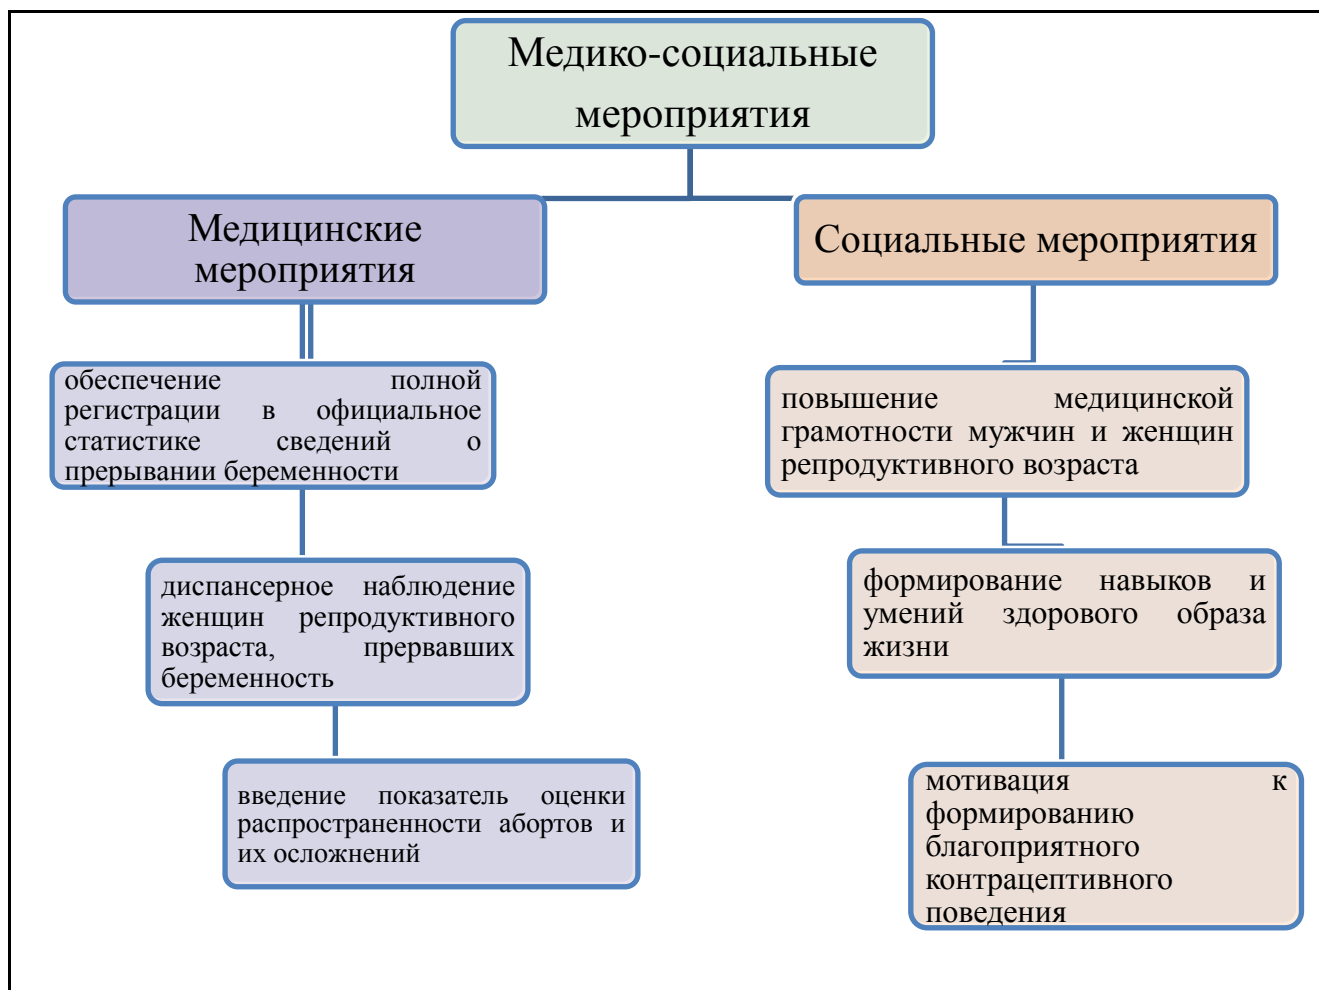 Медико-социальные
мероприятия
Медицинские
мероприятия
обеспечение полной
регистрации в официальное
статистике сведений о
прерывании беременности
диспансерное наблюдение
женщин репродуктивного
возраста, прервавших
беременность
введение показатель оценки
распространенности абортов и
их осложнений
Социальные мероприятия
повышение медицинской
грамотности мужчин и женщин
репродуктивного возраста
формирование навыков и
умений здорового образа
жизни
мотивация к
формированию
благоприятного
контрацептивного
поведения